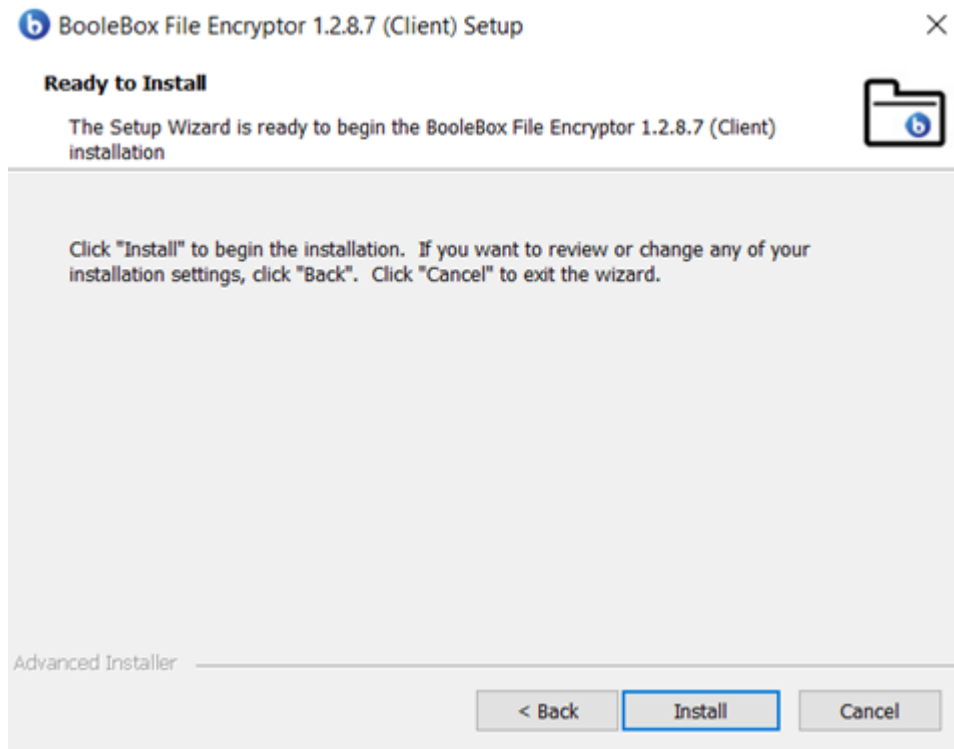 BooleBox File Encryptor 1.2.8.7 (Client) Setup
Ready to Install
The Setup Wizard is ready to begin the BooleBox File Encryptor 1.2.8.7 (Client)
installation
Click "Install" to begin the installation.  If you want to review or change any of your
installation settings, click "Back".  Click "Cancel" to exit the wizard.
Advanced Installer
< Back
Install
Cancel